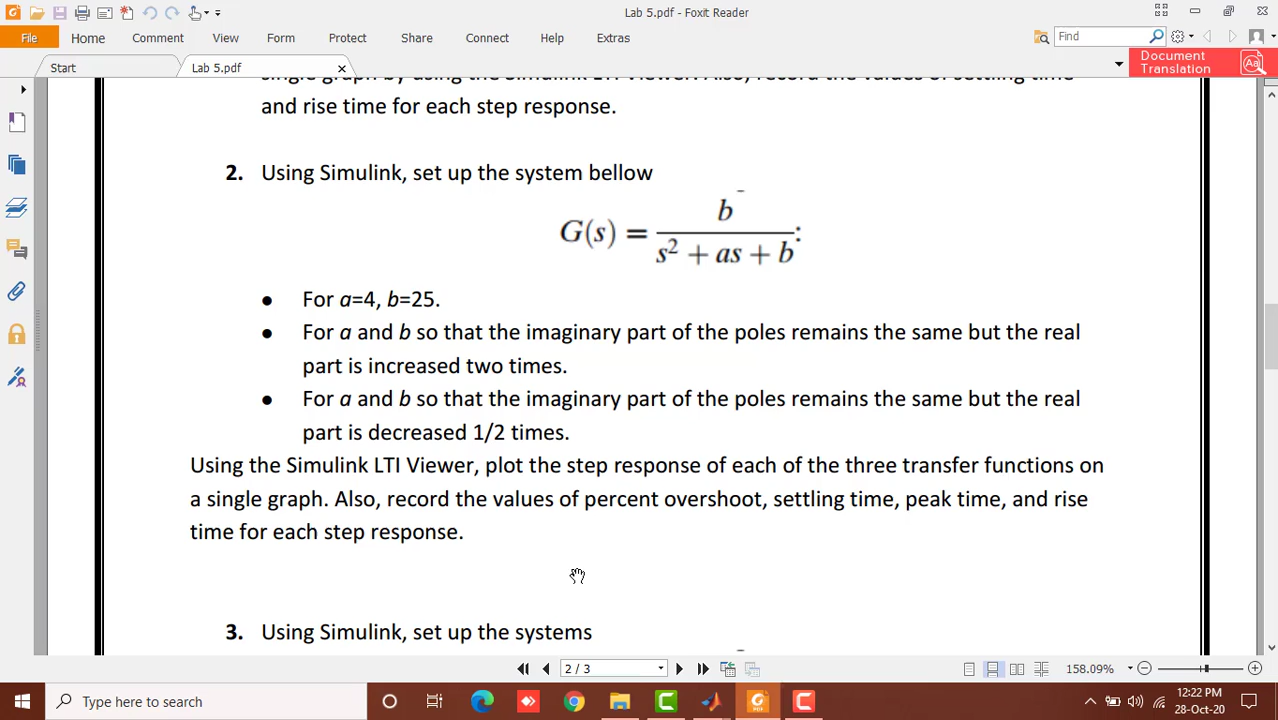 Lab 5.pdf - Foxit Reader
File Home Comment View Form Protect Share Connect Help Extras
Find
Start
Lab 5.pdf
Document
Translation
and rise time for each step response.
2. Using Simulink, set up the system bellow
G(s) = b / (s² + as + b):
• For a=4, b=25.
• For a and b so that the imaginary part of the poles remains the same but the real
part is increased two times.
• For a and b so that the imaginary part of the poles remains the same but the real
part is decreased 1/2 times.
Using the Simulink LTI Viewer, plot the step response of each of the three transfer functions on
a single graph. Also, record the values of percent overshoot, settling time, peak time, and rise
time for each step response.
3. Using Simulink, set up the systems
2 / 3
158.09%
Type here to search
12:22 PM
28-Oct-20